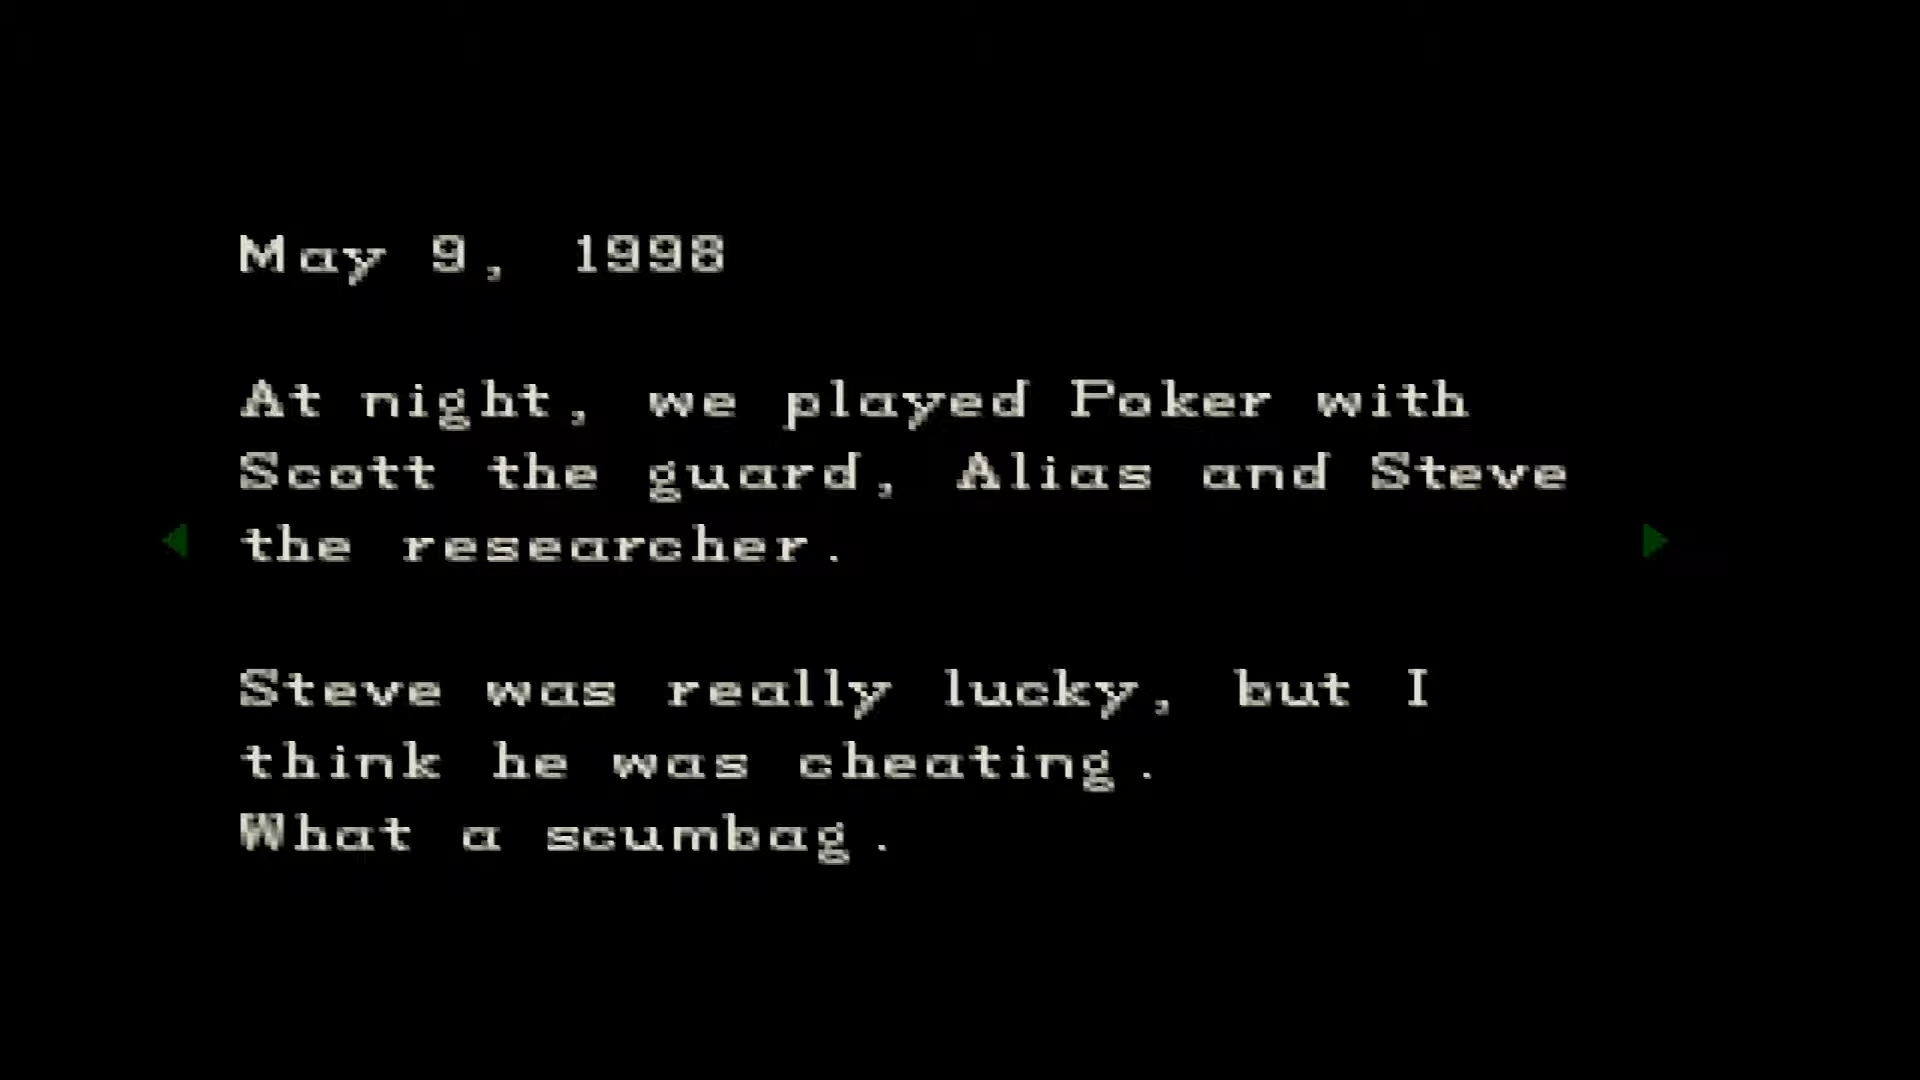 May 9, 1998
At night, we played Poker with
Scott the guard, Alias and Steve
the researcher.
Steve was really lucky, but I
think he was cheating.
What a scumbag.